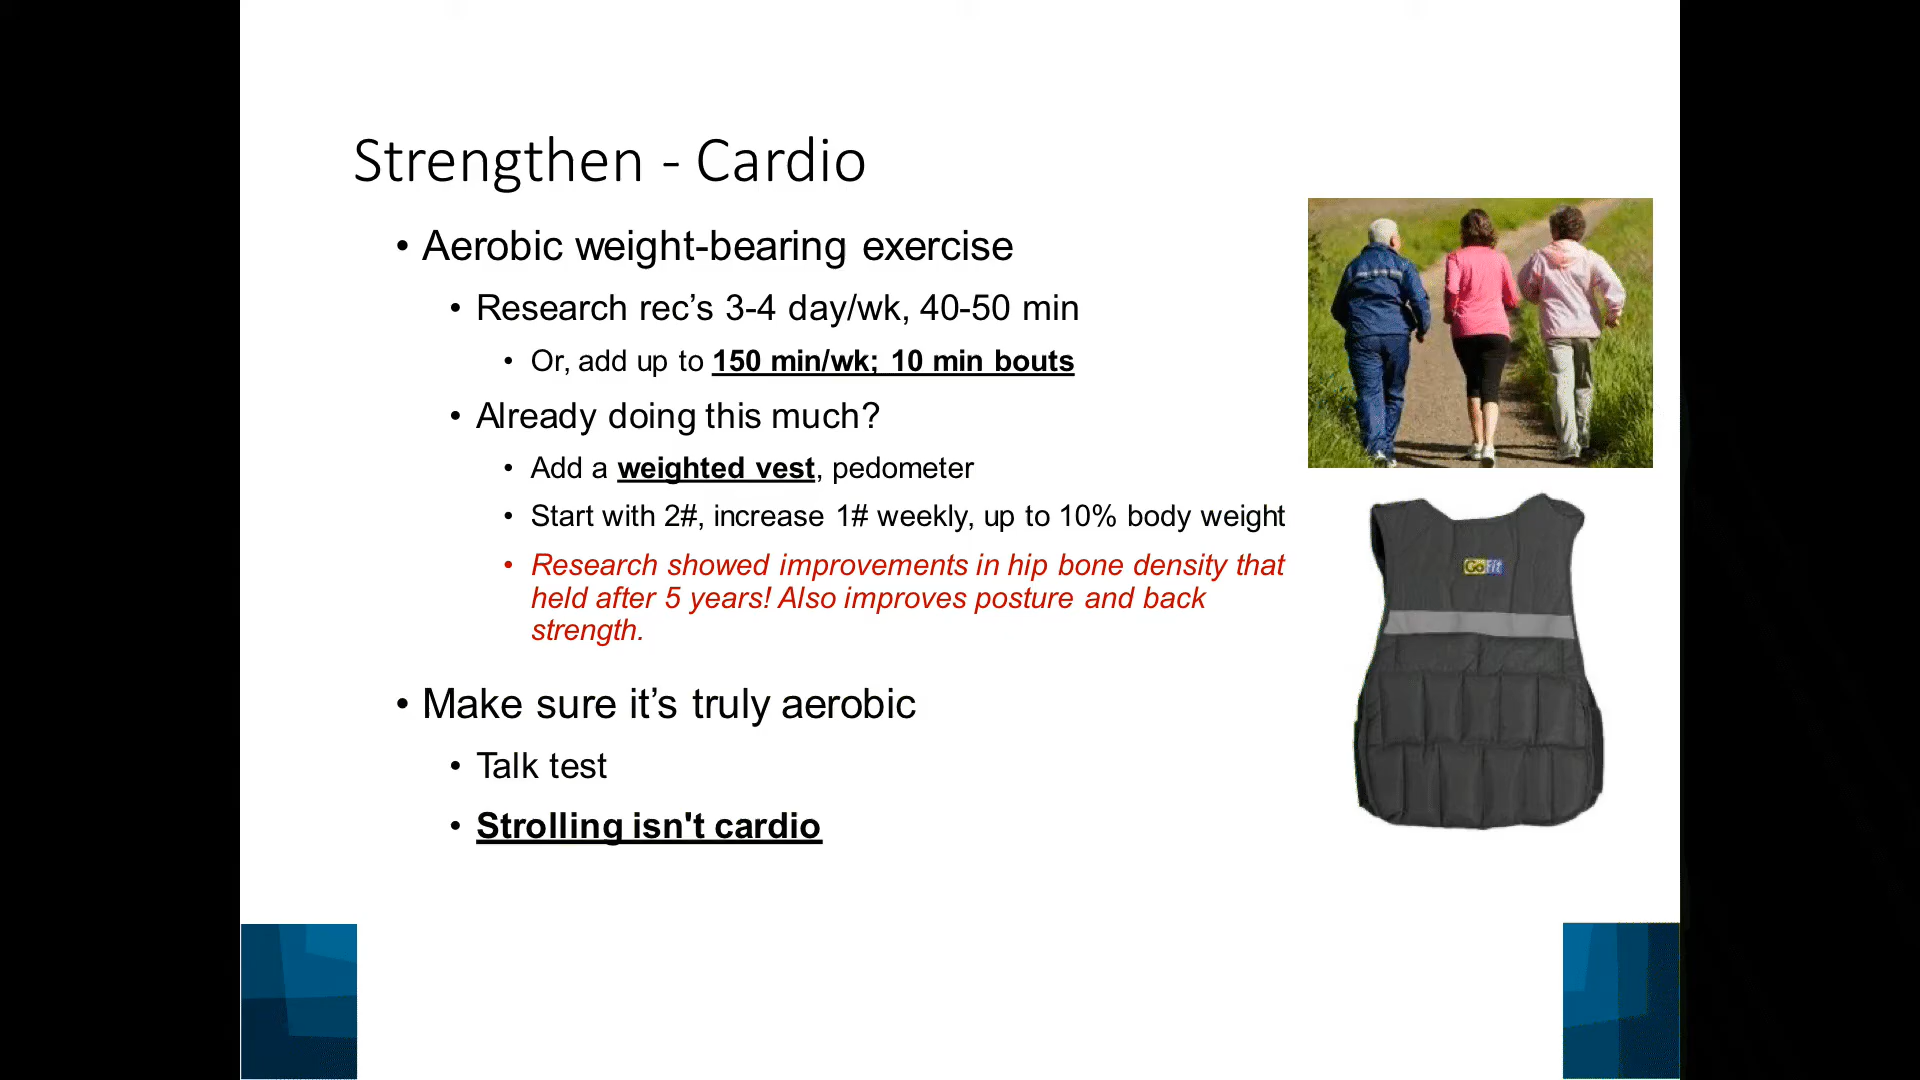 Strengthen - Cardio
• Aerobic weight-bearing exercise
• Research rec’s 3-4 day/wk, 40-50 min
• Or, add up to 150 min/wk; 10 min bouts
• Already doing this much?
• Add a weighted vest, pedometer
• Start with 2#, increase 1# weekly, up to 10% body weight
• Research showed improvements in hip bone density that
held after 5 years! Also improves posture and back
strength.
GoFit
• Make sure it’s truly aerobic
• Talk test
• Strolling isn't cardio